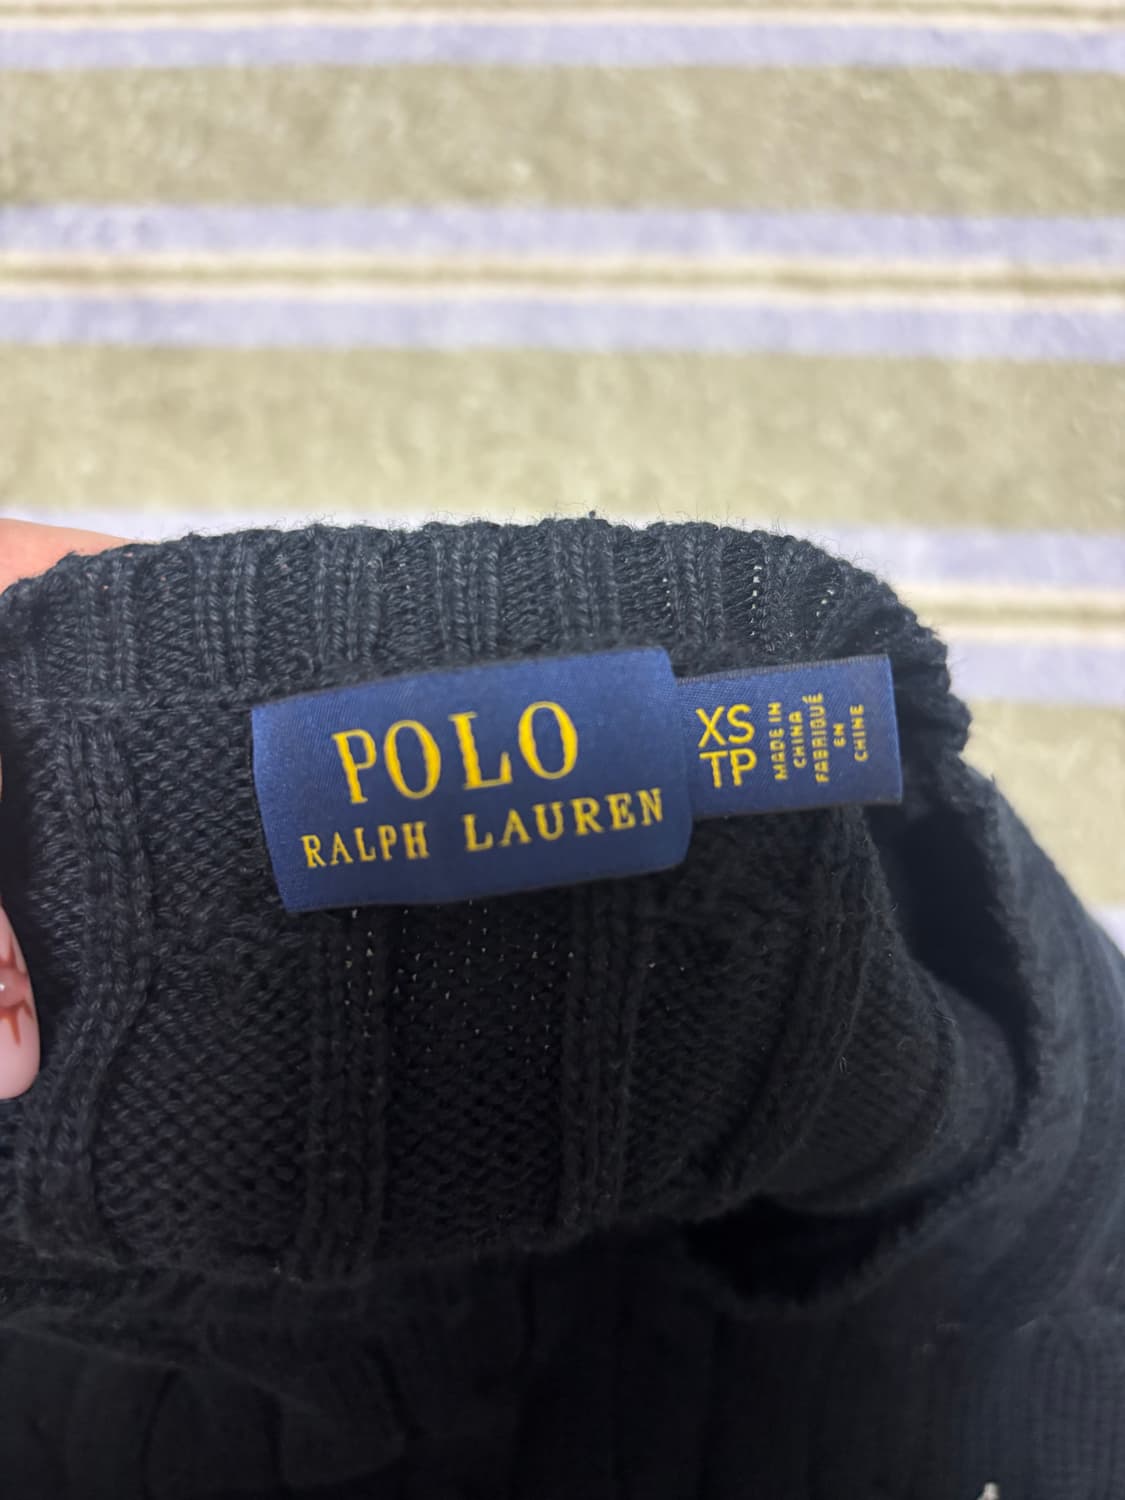 POLO
RALPH LAUREN
XS
TP
MADE IN
CHINA
FABRIQUÉ
EN
CHINE